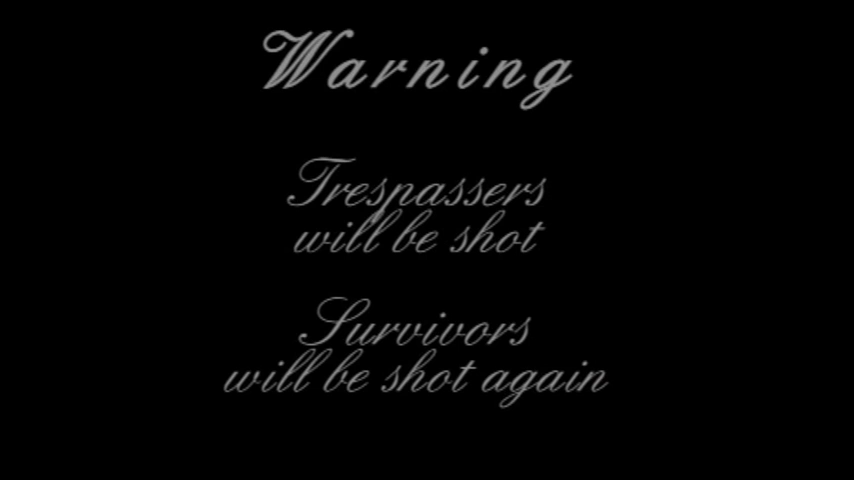 Warning
Trespassers
will be shot
Survivors
will be shot again